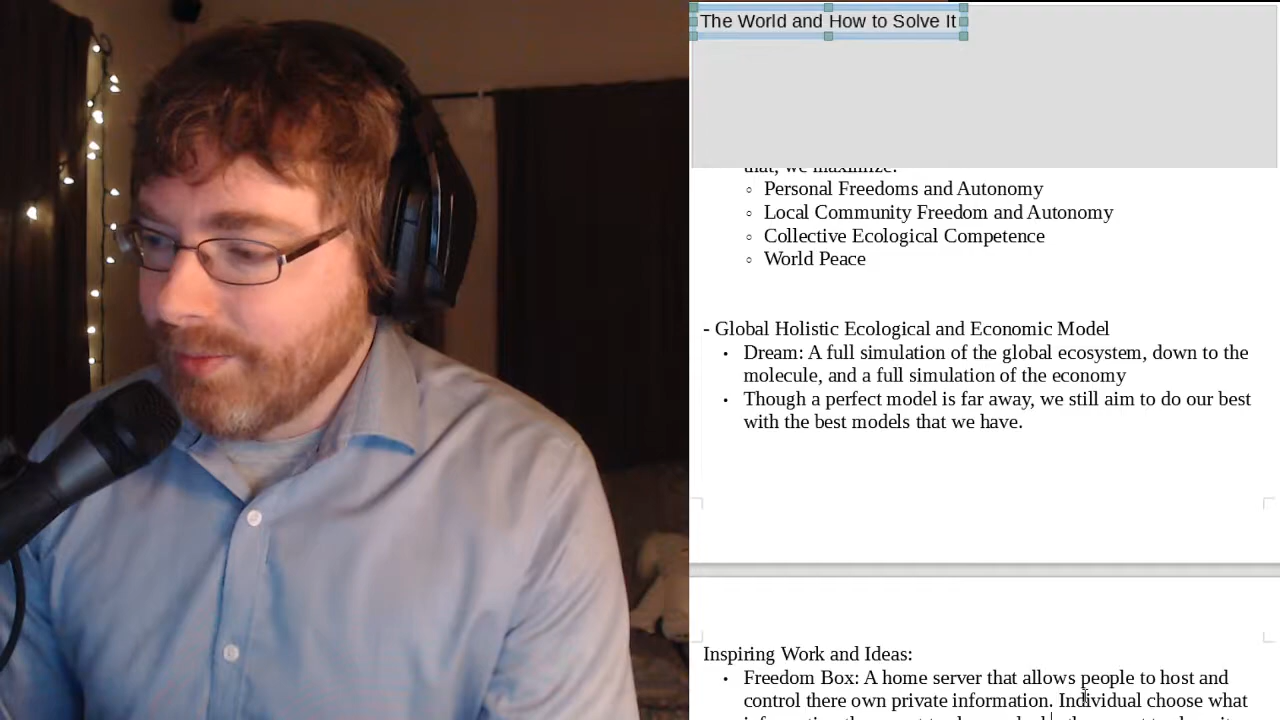 The World and How to Solve It
that, we maximize:
◦ Personal Freedoms and Autonomy
◦ Local Community Freedom and Autonomy
◦ Collective Ecological Competence
◦ World Peace
- Global Holistic Ecological and Economic Model
• Dream: A full simulation of the global ecosystem, down to the
molecule, and a full simulation of the economy
• Though a perfect model is far away, we still aim to do our best
with the best models that we have.
Inspiring Work and Ideas:
• Freedom Box: A home server that allows people to host and
control there own private information. Individual choose what